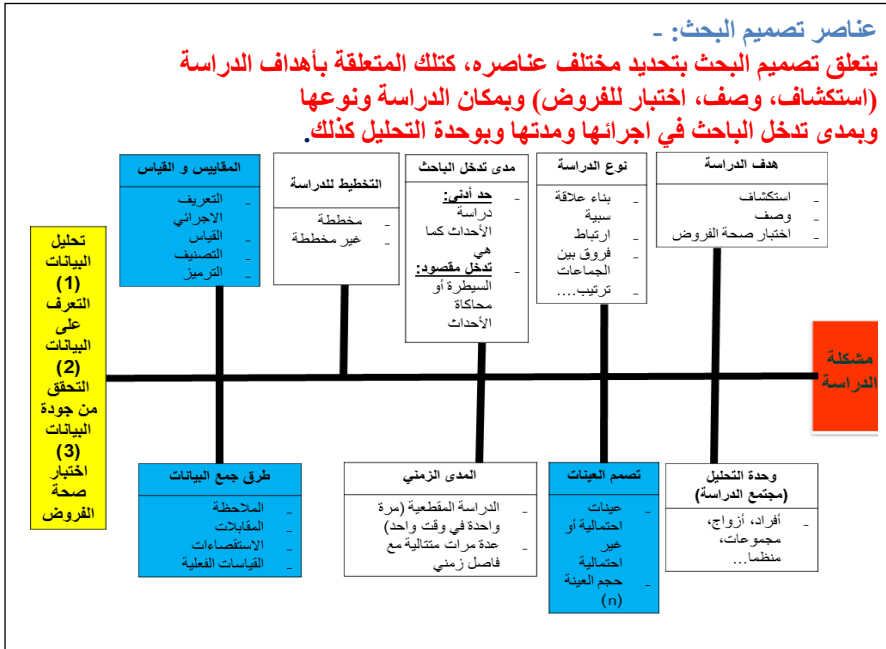 عناصر تصميم البحث: -
يتعلق تصميم البحث بتحديد مختلف عناصره، كتلك المتعلقة بأهداف الدراسة
(استكشاف، وصف، اختبار للفروض) وبمكان الدراسة ونوعها
وبمدى تدخل الباحث في اجرائها ومدتها وبوحدة التحليل كذلك.
هدف الدراسة
- استكشاف
- وصف
- اختبار صحة الفروض
نوع الدراسة
- بناء علاقة
سببة
- ارتباط
- فروق بين
الجماعات
- ترتيب....
مدى تدخل الباحث
- حد أدنى:
دراسة
الأحداث كما
هي
- تدخل مقصود:
السيطرة أو
محاكاة
الأحداث
التخطيط للدراسة
- مخططة
- غير مخططة
المقاييس و القياس
- التعريف
الاجرائي
- القياس
- التصنيف
- الترميز
مشكلة
الدراسة
تحليل
البيانات
(1)
التعرف
على
البيانات
(2)
التحقق
من جودة
البيانات
(3)
اختبار
صحة
الفروض
وحدة التحليل
(مجتمع الدراسة)
- أفراد، أزواج،
مجموعات،
منظما...
تصمم العينات
- عينات
احتمالية أو
غير
احتمالية
- حجم العينة
(n)
المدى الزمني
- الدراسة المقطعية (مرة
واحدة في وقت واحد)
- عدة مرات متتالية مع
فاصل زمني
طرق جمع البيانات
- الملاحظة
- المقابلات
- الاستقصاءات
- القياسات الفعلية